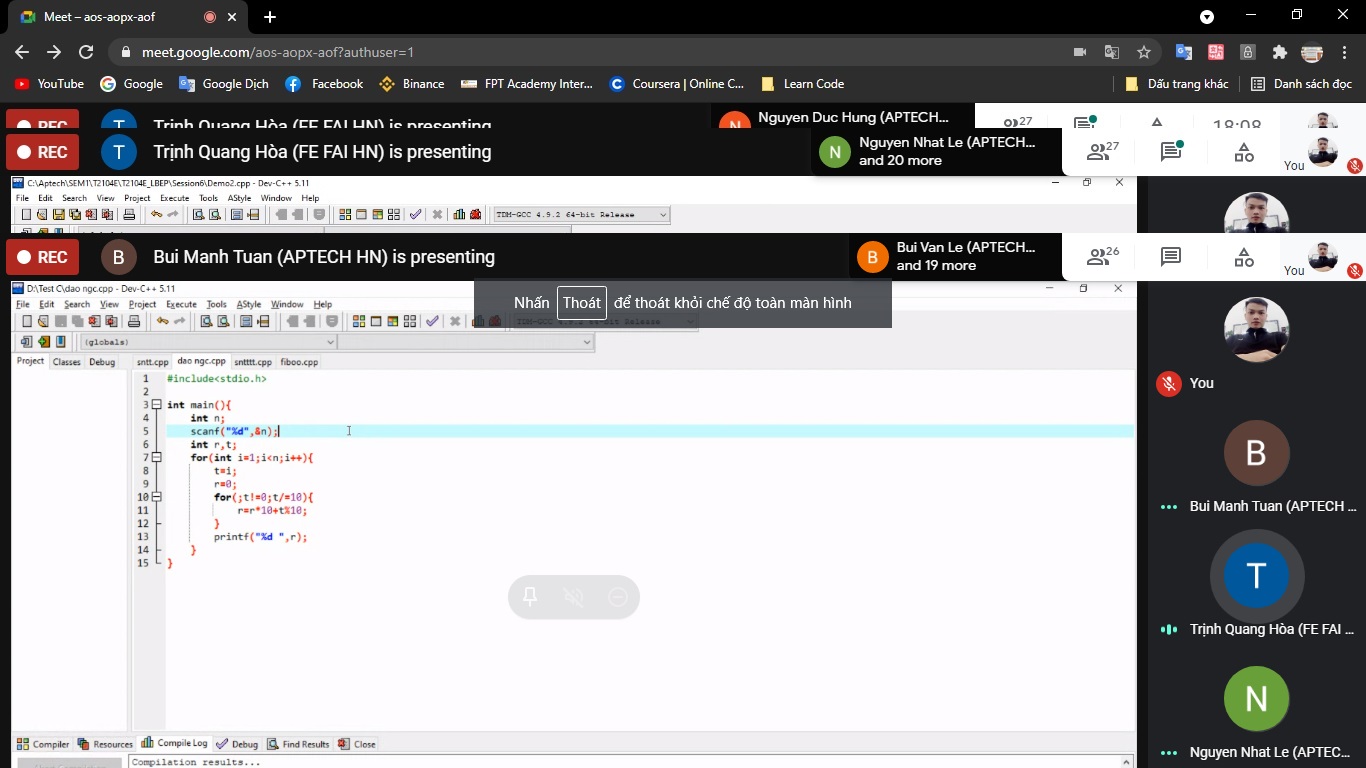 Meet – aos-aopx-aof
meet.google.com/aos-aopx-aof?authuser=1
YouTube Google Google Dịch Facebook Binance FPT Academy Inter... Coursera | Online C... Learn Code Dấu trang khác Danh sách đọc
REC T Trịnh Quang Hòa (FE FAI HN) is presenting N Nguyen Duc Hung (APTECH... 27 18:08
REC T Trịnh Quang Hòa (FE FAI HN) is presenting N Nguyen Nhat Le (APTECH... and 20 more 27 You
C:\Aptech\SEM1\T2104E\T2104E_LBEP\Session6\Demo2.cpp - Dev-C++ 5.11
File Edit Search View Project Execute Tools AStyle Window Help
TDM-GCC 4.9.2 64-bit Release
REC B Bui Manh Tuan (APTECH HN) is presenting B Bui Van Le (APTECH... and 19 more 26 You
D:\Test C\dao ngc.cpp - Dev-C++ 5.11
Nhấn Thoát để thoát khỏi chế độ toàn màn hình
File Edit Search View Project Execute Tools AStyle Window Help
TDM-GCC 4.9.2 64-bit Release
(globals)
Project Classes Debug sntt.cpp dao ngc.cpp sntttt.cpp fiboo.cpp
1 #include<stdio.h>
2
3 int main(){
4 int n;
5 scanf("%d",&n);
6 int r,t;
7 for(int i=1;i<n;i++){
8 t=i;
9 r=0;
10 for(;t!=0;t/=10){
11 r=r*10+t%10;
12 }
13 printf("%d ",r);
14 }
15 }
You
B
Bui Manh Tuan (APTECH ...
T
Trịnh Quang Hòa (FE FAI ...
N
Nguyen Nhat Le (APTEC...
Compiler Resources Compile Log Debug Find Results Close
Compilation results...